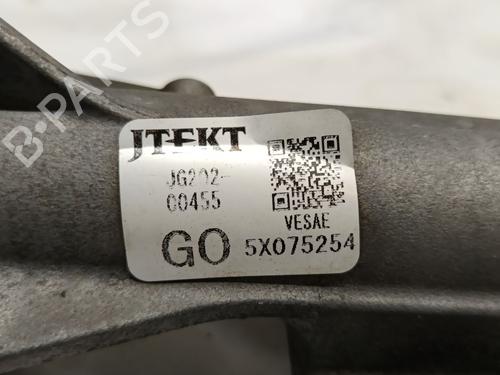 B-PARTS
JTEKT
JG202-
00455
VESAE
GO
5X075254